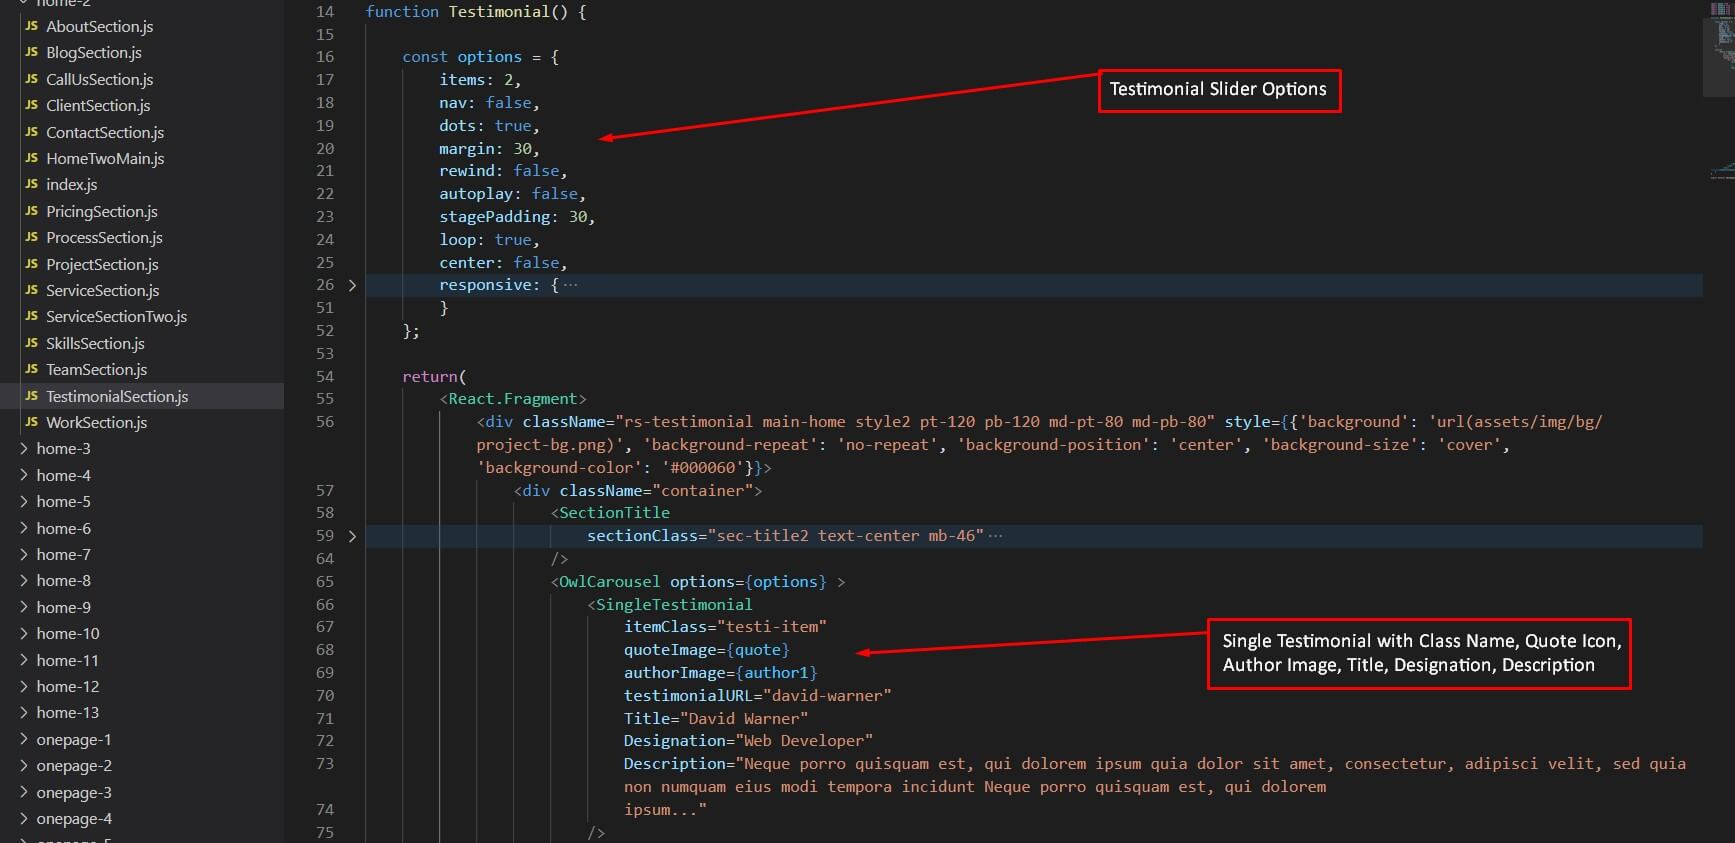 home-2
JS AboutSection.js
JS BlogSection.js
JS CallUsSection.js
JS ClientSection.js
JS ContactSection.js
JS HomeTwoMain.js
JS index.js
JS PricingSection.js
JS ProcessSection.js
JS ProjectSection.js
JS ServiceSection.js
JS ServiceSectionTwo.js
JS SkillsSection.js
JS TeamSection.js
JS TestimonialSection.js
JS WorkSection.js
home-3
home-4
home-5
home-6
home-7
home-8
home-9
home-10
home-11
home-12
home-13
onepage-1
onepage-2
onepage-3
onepage-4
14 function Testimonial() {
15
16 const options = {
17 items: 2,
18 nav: false,
19 dots: true,
20 margin: 30,
21 rewind: false,
22 autoplay: false,
23 stagePadding: 30,
24 loop: true,
25 center: false,
26 responsive: { ...
51 }
52 };
53
54 return(
55 <React.Fragment>
56 <div className="rs-testimonial main-home style2 pt-120 pb-120 md-pt-80 md-pb-80" style={{'background': 'url(assets/img/bg/
project-bg.png)', 'background-repeat': 'no-repeat', 'background-position': 'center', 'background-size': 'cover',
'background-color': '#000060'}}>
57 <div className="container">
58 <SectionTitle
59 sectionClass="sec-title2 text-center mb-46" ...
64 />
65 <OwlCarousel options={options} >
66 <SingleTestimonial
67 itemClass="testi-item"
68 quoteImage={quote}
69 authorImage={author1}
70 testimonialURL="david-warner"
71 Title="David Warner"
72 Designation="Web Developer"
73 Description="Neque porro quisquam est, qui dolorem ipsum quia dolor sit amet, consectetur, adipisci velit, sed quia
non numquam eius modi tempora incidunt Neque porro quisquam est, qui dolorem
74 ipsum..."
75 />
Testimonial Slider Options
Single Testimonial with Class Name, Quote Icon,
Author Image, Title, Designation, Description